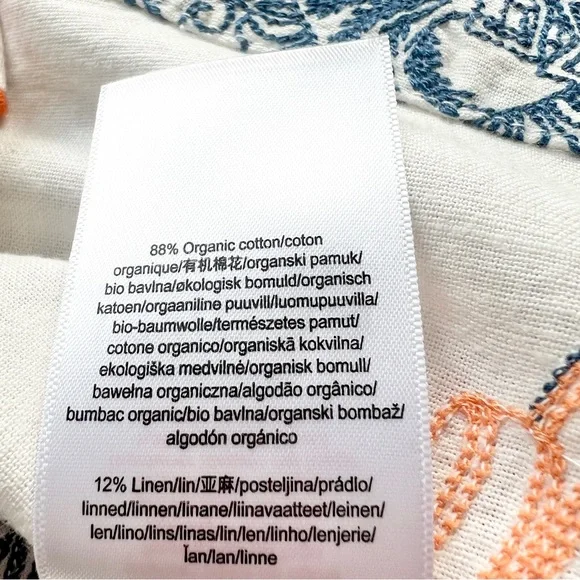 88% Organic cotton/coton
organique/有机棉花/organski pamuk/
bio bavlna/økologisk bomuld/organisch
katoen/orgaaniline puuvill/luomupuuvilla/
bio-baumwolle/természetes pamut/
cotone organico/organiskā kokvilna/
ekologiška medvilnė/organisk bomull/
bawełna organiczna/algodão orgânico/
bumbac organic/bio bavlna/organski bombaž/
algodón orgánico
12% Linen/lin/亚麻/posteljina/prádlo/
linned/linnen/linane/liinavaatteet/leinen/
len/lino/lins/linas/lin/len/linho/lenjerie/
ľan/lan/linne